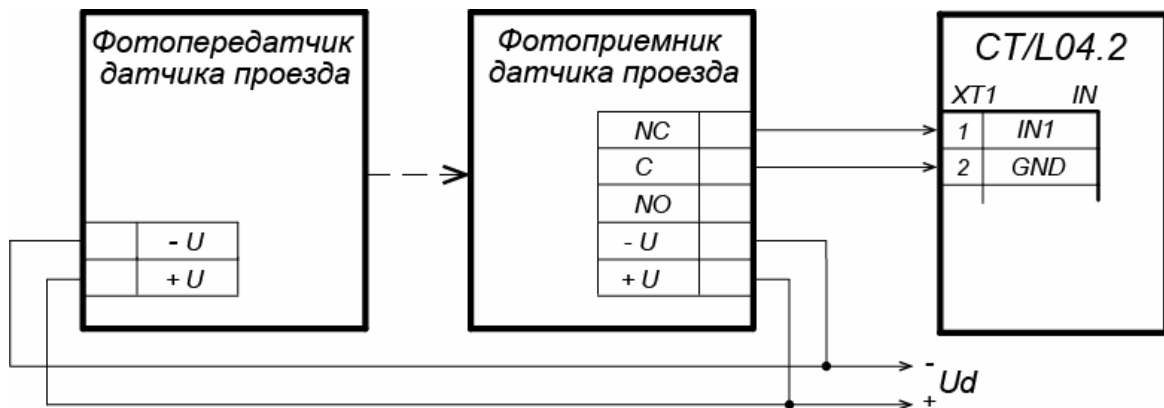 Фотопередатчик
датчика проезда
- U
+ U
Фотоприемник
датчика проезда
NC
C
NO
- U
+ U
CT/L04.2
XT1 IN
1 IN1
2 GND
-
Ud
+